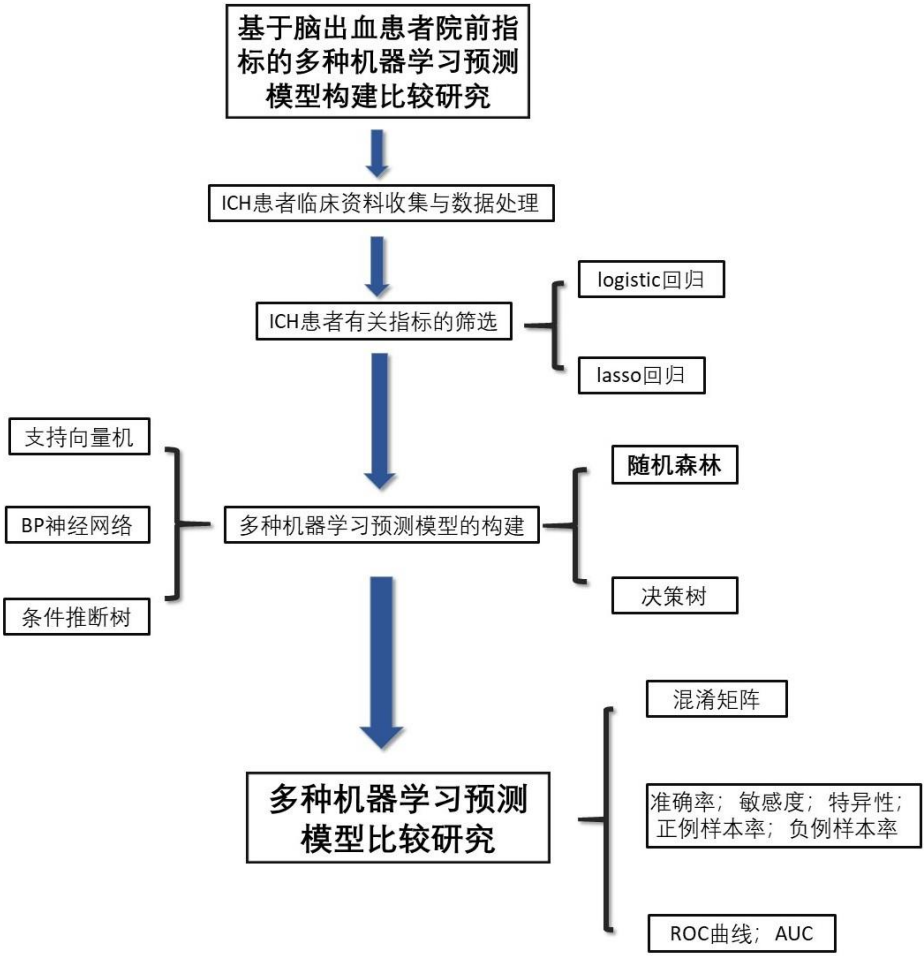 基于脑出血患者院前指
标的多种机器学习预测
模型构建比较研究
ICH患者临床资料收集与数据处理
logistic回归
ICH患者有关指标的筛选
lasso回归
支持向量机
随机森林
BP神经网络
多种机器学习预测模型的构建
决策树
条件推断树
混淆矩阵
多种机器学习预测
模型比较研究
准确率；敏感度；特异性；
正例样本率；负例样本率
ROC曲线；AUC